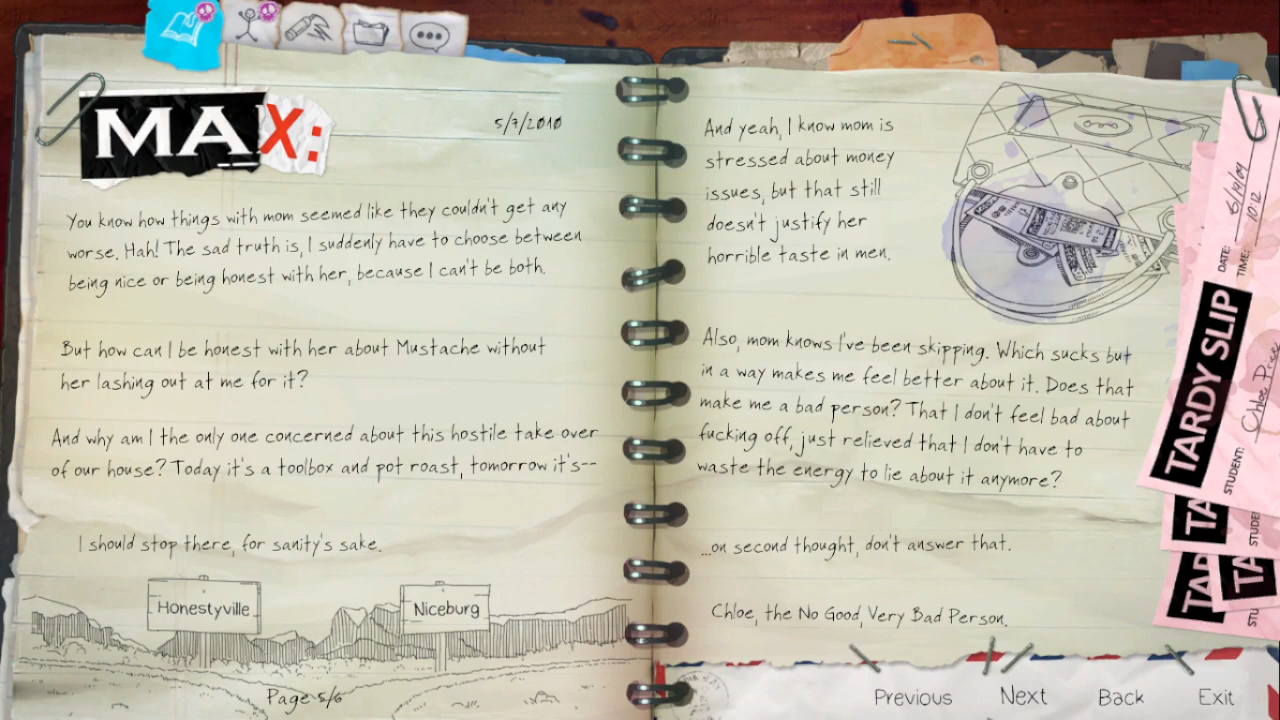 MAX:
5/7/2010
You know how things with mom seemed like they couldn't get any
worse. Hah! The sad truth is, I suddenly have to choose between
being nice or being honest with her, because I can't be both.
But how can I be honest with her about Mustache without
her lashing out at me for it?
And why am I the only one concerned about this hostile take over
of our house? Today it's a toolbox and pot roast, tomorrow it's--
I should stop there, for sanity's sake.
Honestyville
Niceburg
Page 5/6
And yeah, I know mom is
stressed about money
issues, but that still
doesn't justify her
horrible taste in men.
Also, mom knows I've been skipping. Which sucks but
in a way makes me feel better about it. Does that
make me a bad person? That I don't feel bad about
fucking off, just relieved that I don't have to
waste the energy to lie about it anymore?
...on second thought, don't answer that.
Chloe, the No Good, Very Bad Person.
TARDY SLIP
STUDENT: Chloe Price
DATE: 6/19/09
TIME: 10:12
TA
STUDE
TARD
TA
STU
Previous
Next
Back
Exit